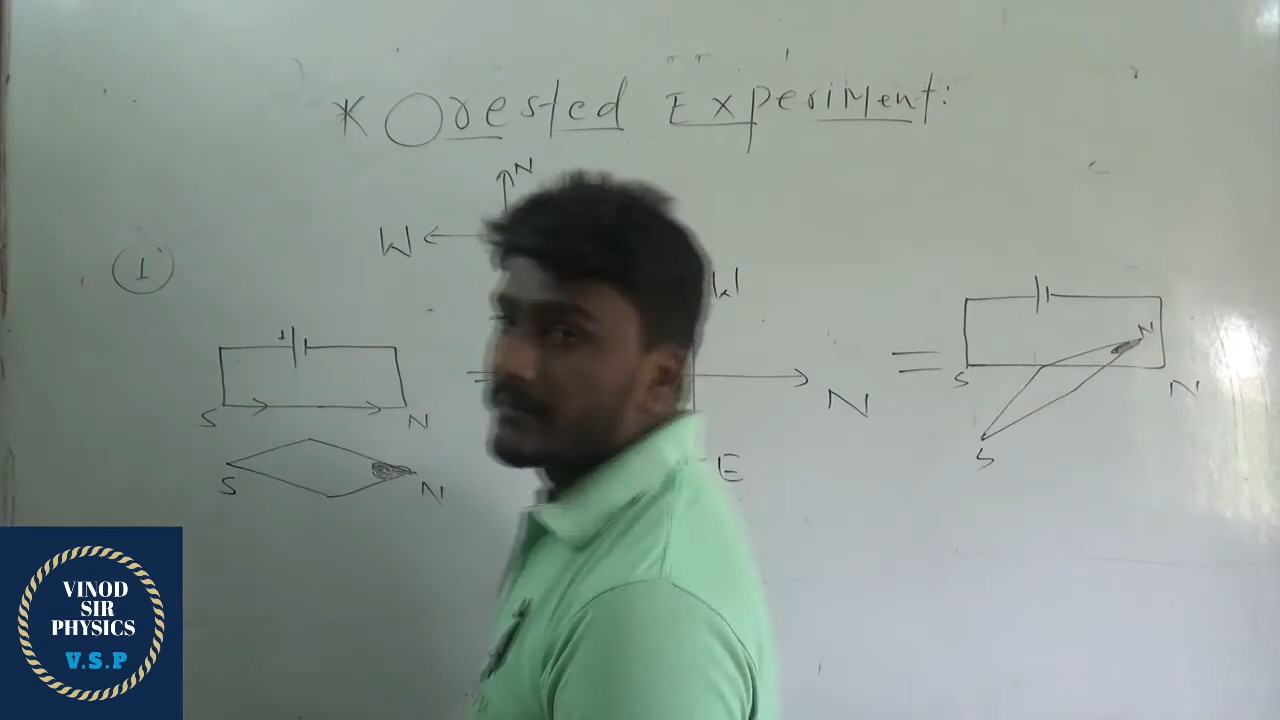 * Orested Experiment:
N
W
1
W
+
S
N
N
S
N
N
S
S
N
E
VINOD
SIR
PHYSICS
V.S.P